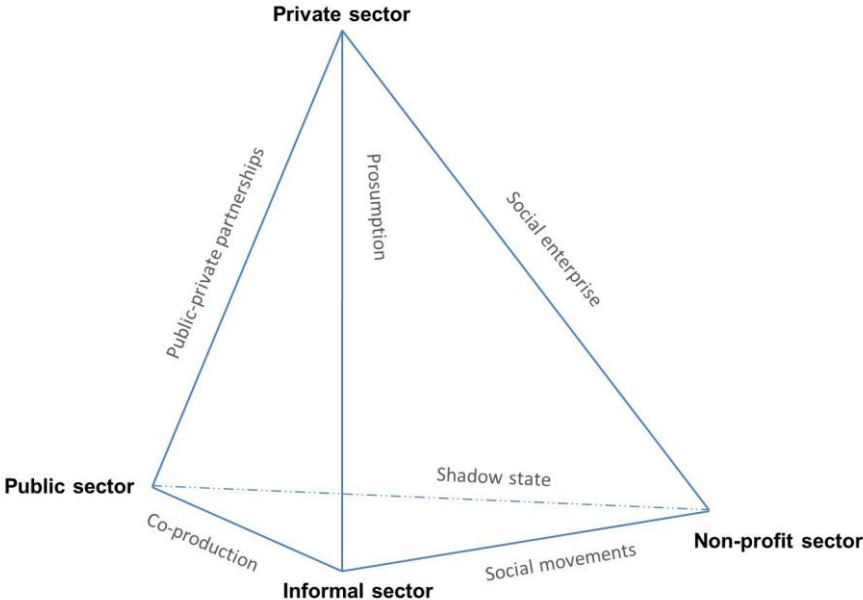 Private sector
Public-private partnerships
Prosumption
Social enterprise
Shadow state
Public sector
Co-production
Non-profit sector
Social movements
Informal sector